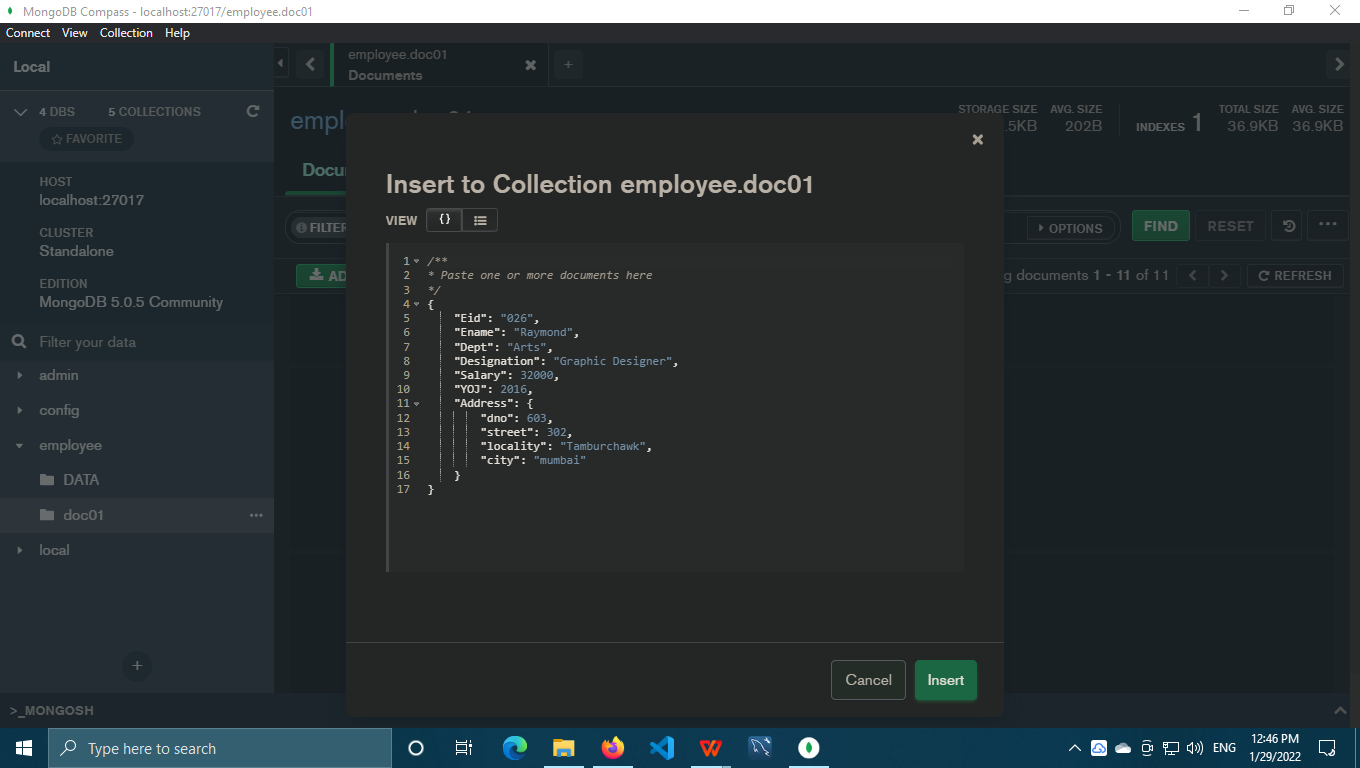 MongoDB Compass - localhost:27017/employee.doc01
Connect View Collection Help
Local
employee.doc01
Documents
4 DBS 5 COLLECTIONS
FAVORITE
HOST
localhost:27017
CLUSTER
Standalone
EDITION
MongoDB 5.0.5 Community
Filter your data
admin
config
employee
DATA
doc01
local
>_MONGOSH
STORAGE SIZE AVG. SIZE TOTAL SIZE AVG. SIZE
.5KB 202B INDEXES 1 36.9KB 36.9KB
empl
Docu
FILTER
OPTIONS FIND RESET
AD
documents 1 - 11 of 11 REFRESH
Insert to Collection employee.doc01
VIEW {}
1 /**
2 * Paste one or more documents here
3 */
4 {
5 "Eid": "026",
6 "Ename": "Raymond",
7 "Dept": "Arts",
8 "Designation": "Graphic Designer",
9 "Salary": 32000,
10 "YOJ": 2016,
11 "Address": {
12 "dno": 603,
13 "street": 302,
14 "locality": "Tamburchawk",
15 "city": "mumbai"
16 }
17 }
Cancel Insert
Type here to search
ENG
12:46 PM
1/29/2022